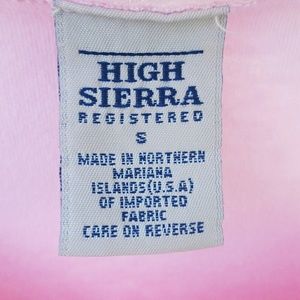 HIGH
SIERRA
REGISTERED
S
MADE IN NORTHERN
MARIANA
ISLANDS(U.S.A)
OF IMPORTED
FABRIC
CARE ON REVERSE